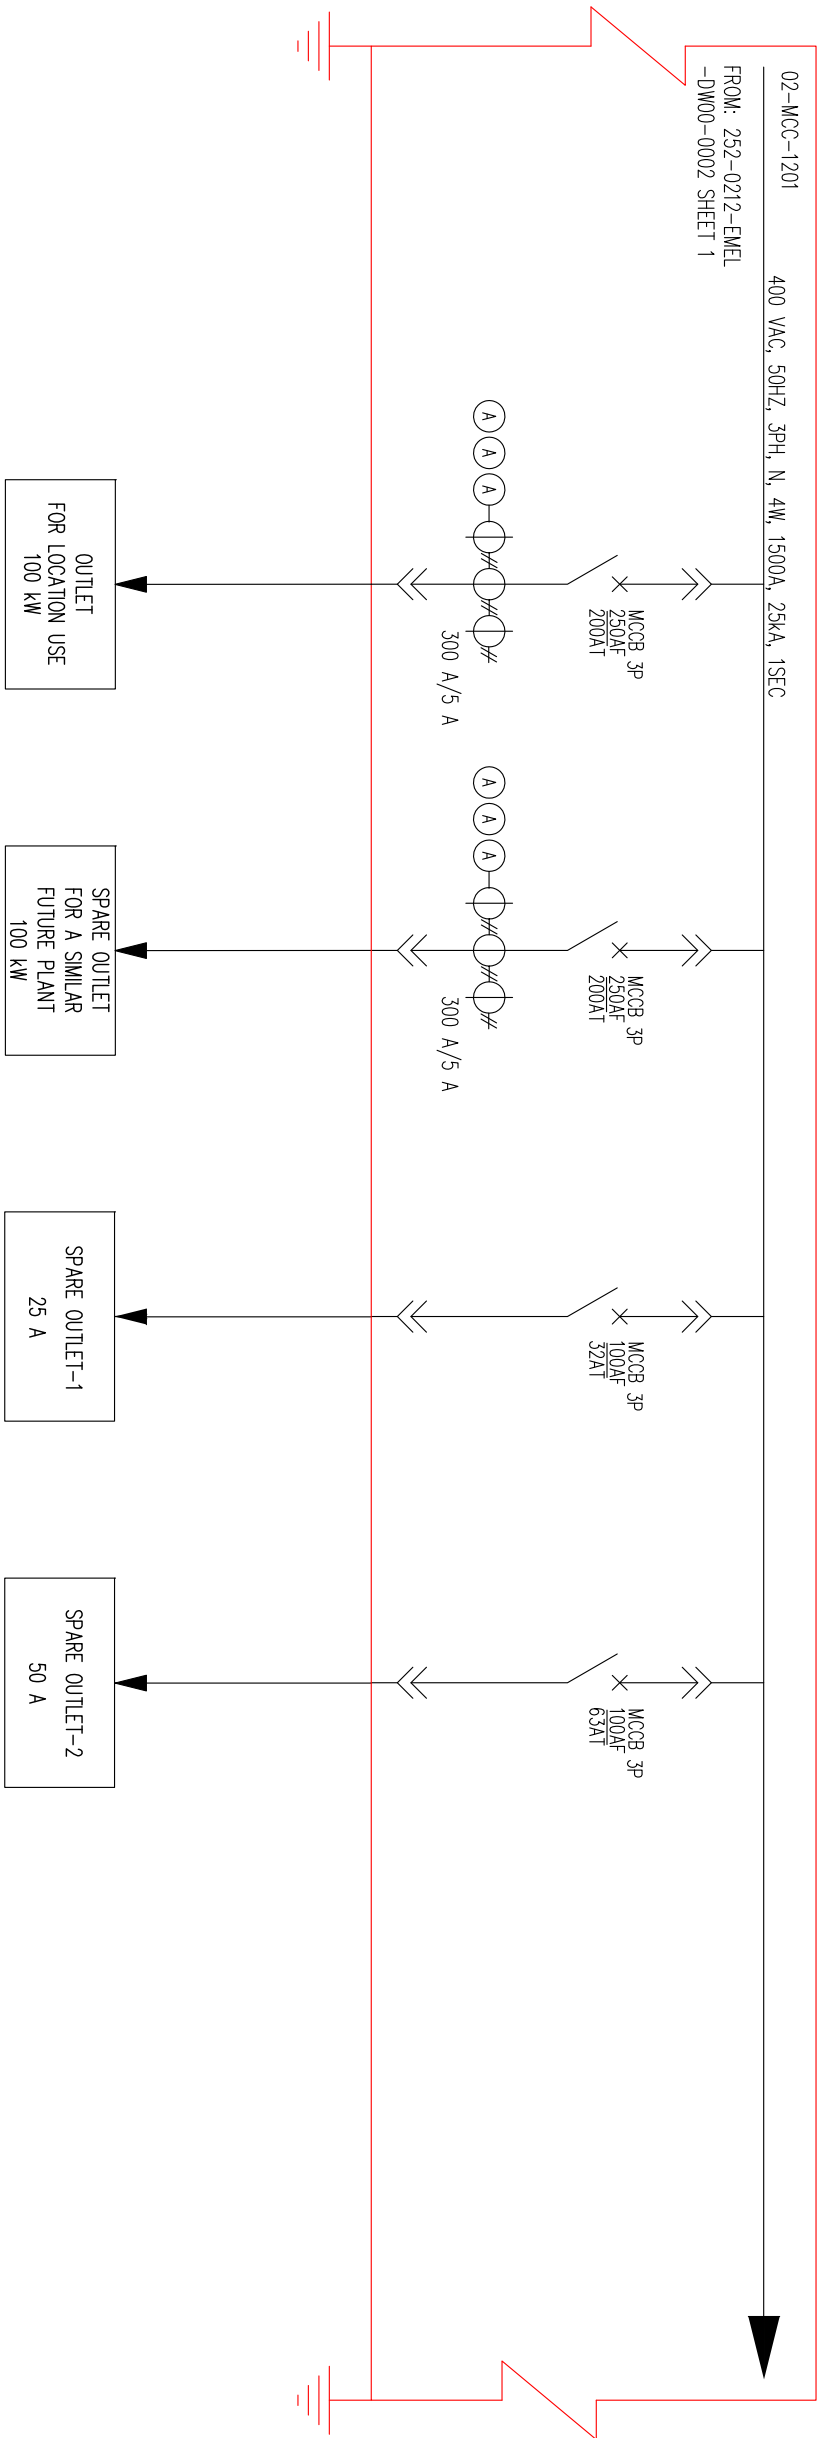 02-MCC-1201
400 VAC, 50HZ, 3PH, N, 4W, 1500A, 25kA, 1SEC
FROM: 252-0212-EMEL
-DW00-0002 SHEET 1
MCCB 3P
250AF
200AT
A
A
A
300 A/5 A
OUTLET
FOR LOCATION USE
100 kW
MCCB 3P
250AF
200AT
A
A
A
300 A/5 A
SPARE OUTLET
FOR A SIMILAR
FUTURE PLANT
100 kW
MCCB 3P
100AF
32AT
SPARE OUTLET-1
25 A
MCCB 3P
100AF
63AT
SPARE OUTLET-2
50 A